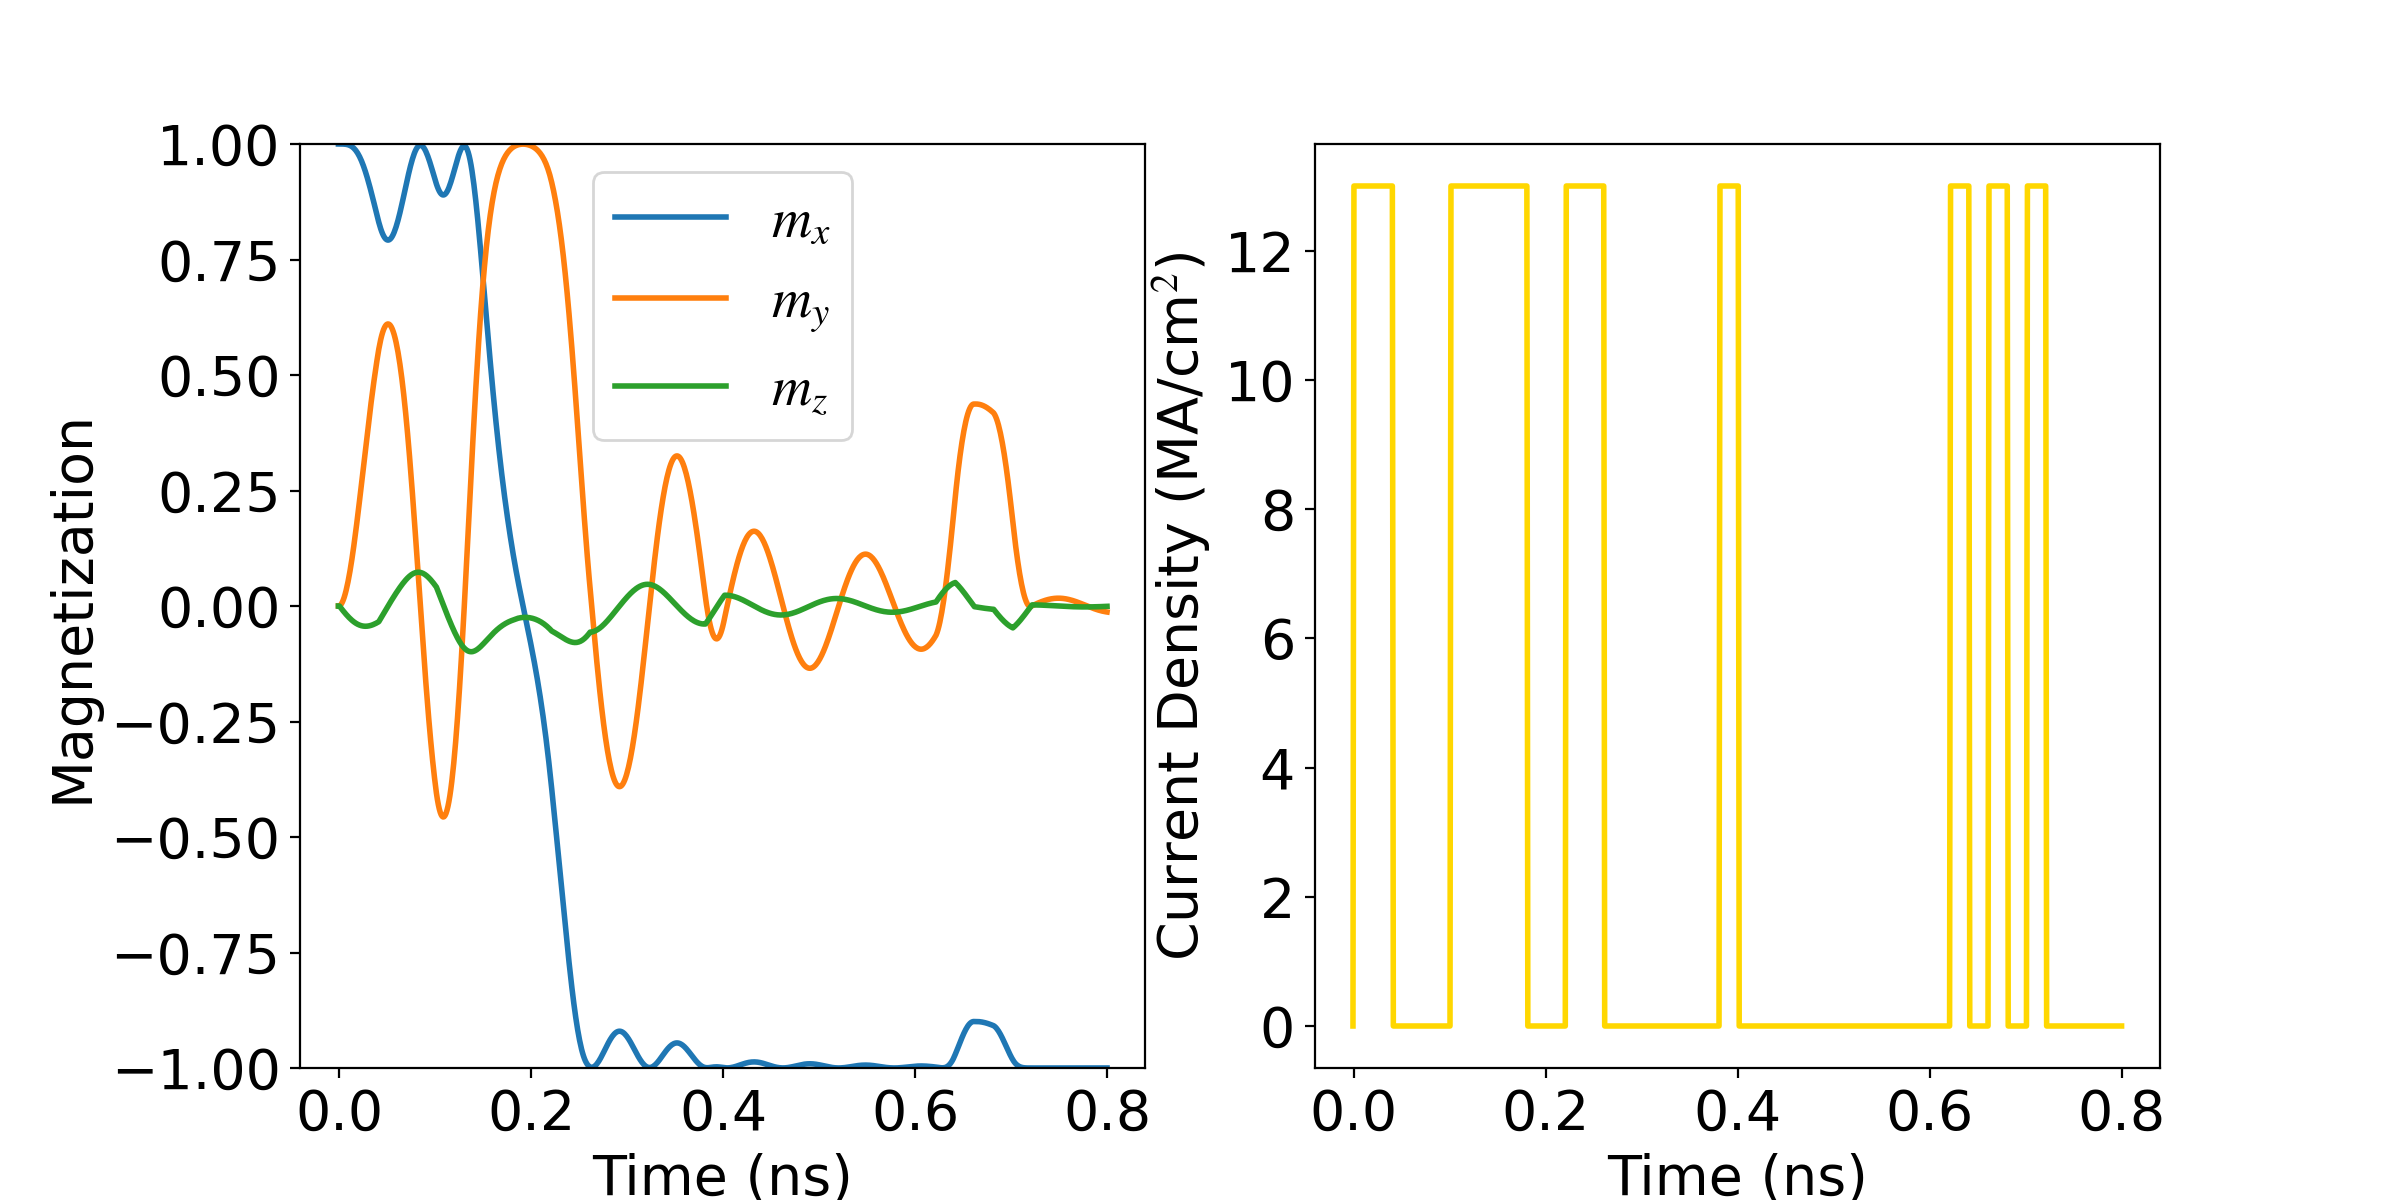 1.00
0.75
0.50
0.25
0.00
−0.25
−0.50
−0.75
−1.00
Magnetization
0.0 0.2 0.4 0.6 0.8
Time (ns)
m_x
m_y
m_z
12
10
8
6
4
2
0
Current Density (MA/cm²)
0.0 0.2 0.4 0.6 0.8
Time (ns)